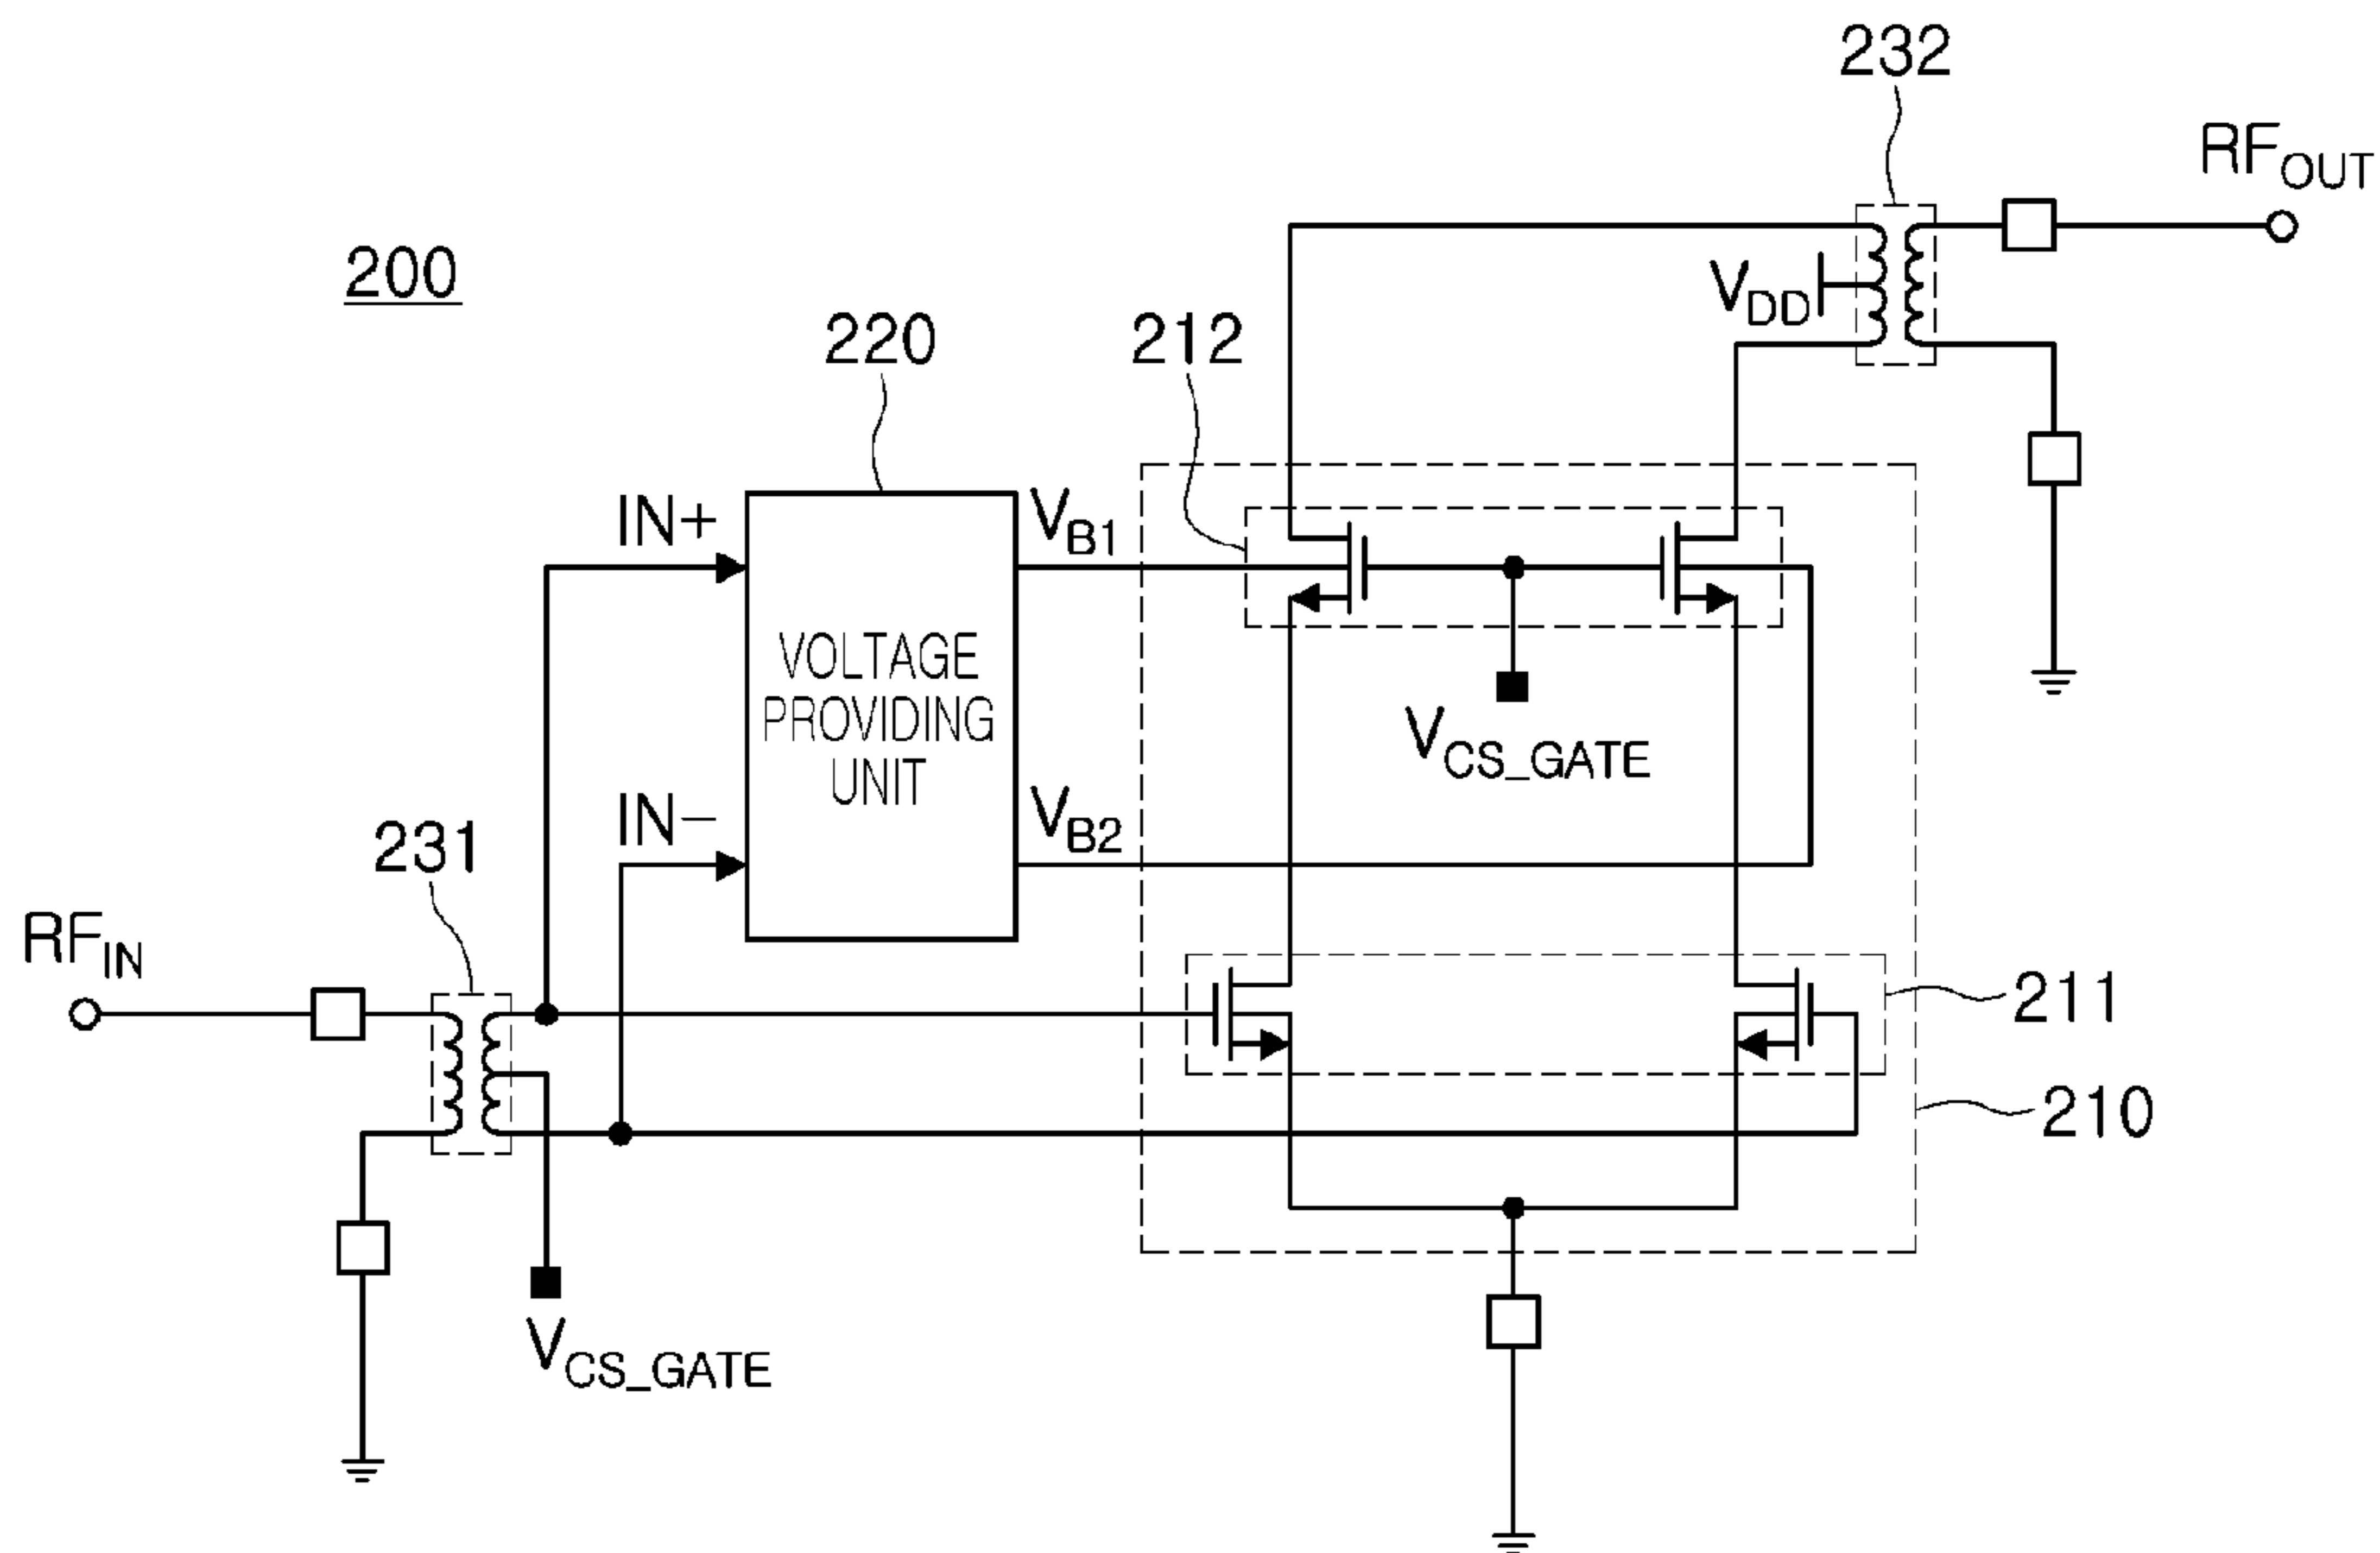 232
RF_OUT
200
V_DD
220
212
IN+
V_B1
VOLTAGE
PROVIDING
UNIT
V_CS_GATE
IN−
V_B2
231
RF_IN
211
210
V_CS_GATE